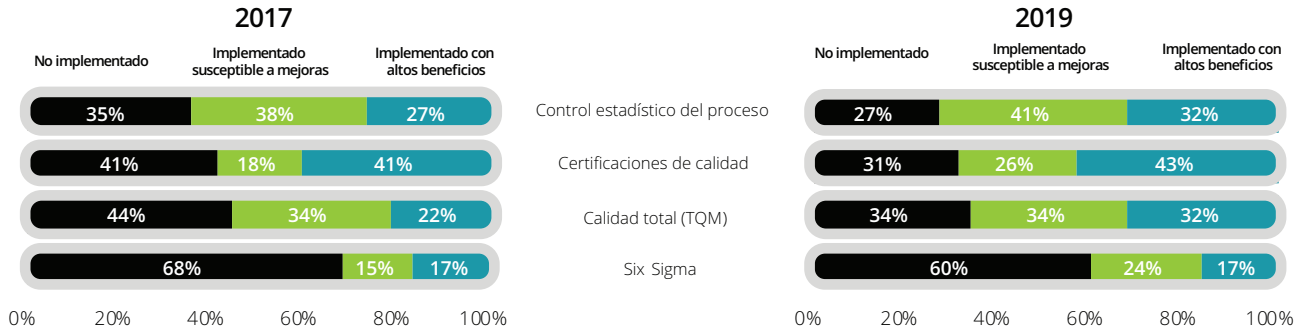 2017
No implementado
Implementado
susceptible a mejoras
Implementado con
altos beneficios
2019
No implementado
Implementado
susceptible a mejoras
Implementado con
altos beneficios
35% 38% 27%
Control estadístico del proceso
27% 41% 32%
41% 18% 41%
Certificaciones de calidad
31% 26% 43%
44% 34% 22%
Calidad total (TQM)
34% 34% 32%
68% 15% 17%
Six Sigma
60% 24% 17%
0% 20% 40% 60% 80% 100%
0% 20% 40% 60% 80% 100%